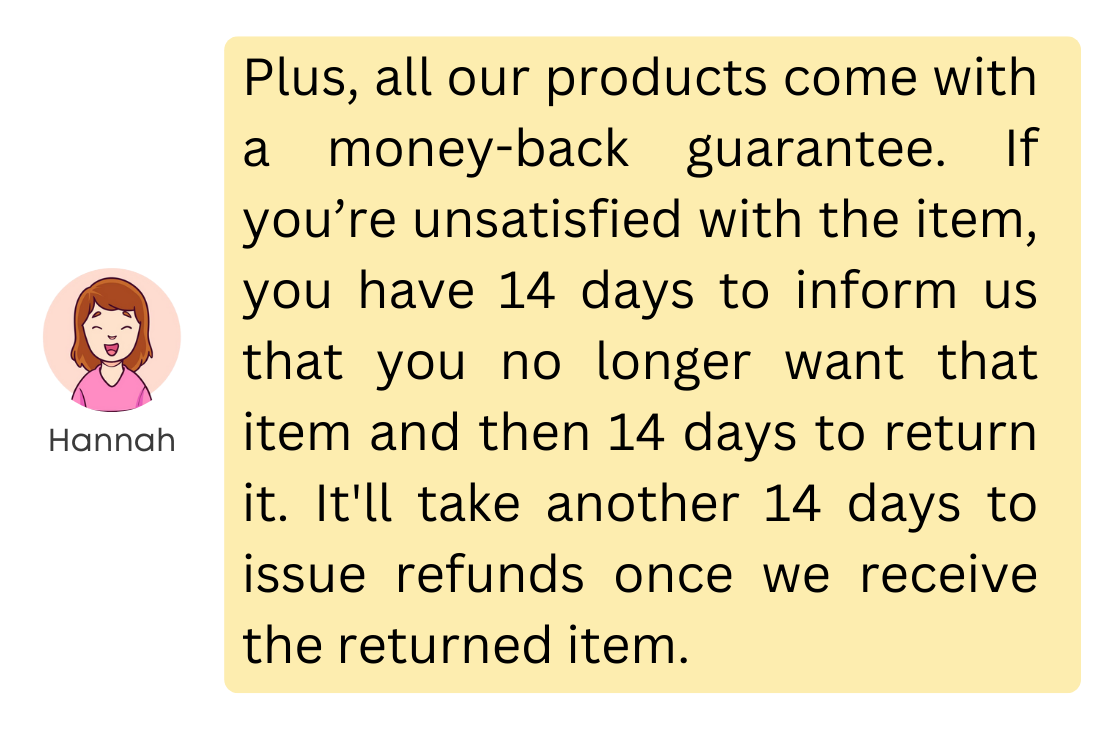 Plus, all our products come with
a money-back guarantee. If
you’re unsatisfied with the item,
you have 14 days to inform us
that you no longer want that
item and then 14 days to return
it. It'll take another 14 days to
issue refunds once we receive
the returned item.
Hannah